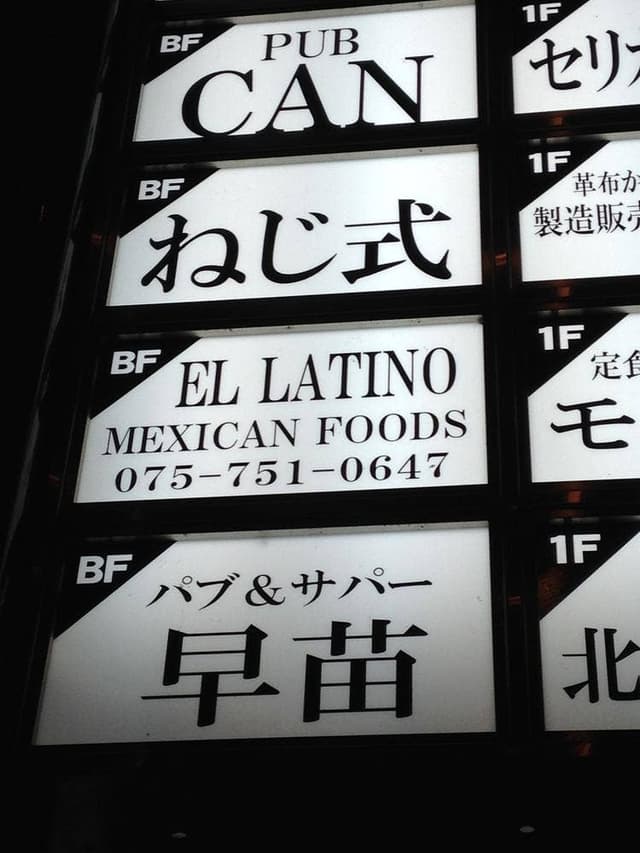 BF
PUB
CAN
BF
ねじ式
BF
EL LATINO
MEXICAN FOODS
075-751-0647
BF
パブ&サパー
早苗
1F
セリ
1F
革布か
製造販売
1F
定食
モ
1F
北